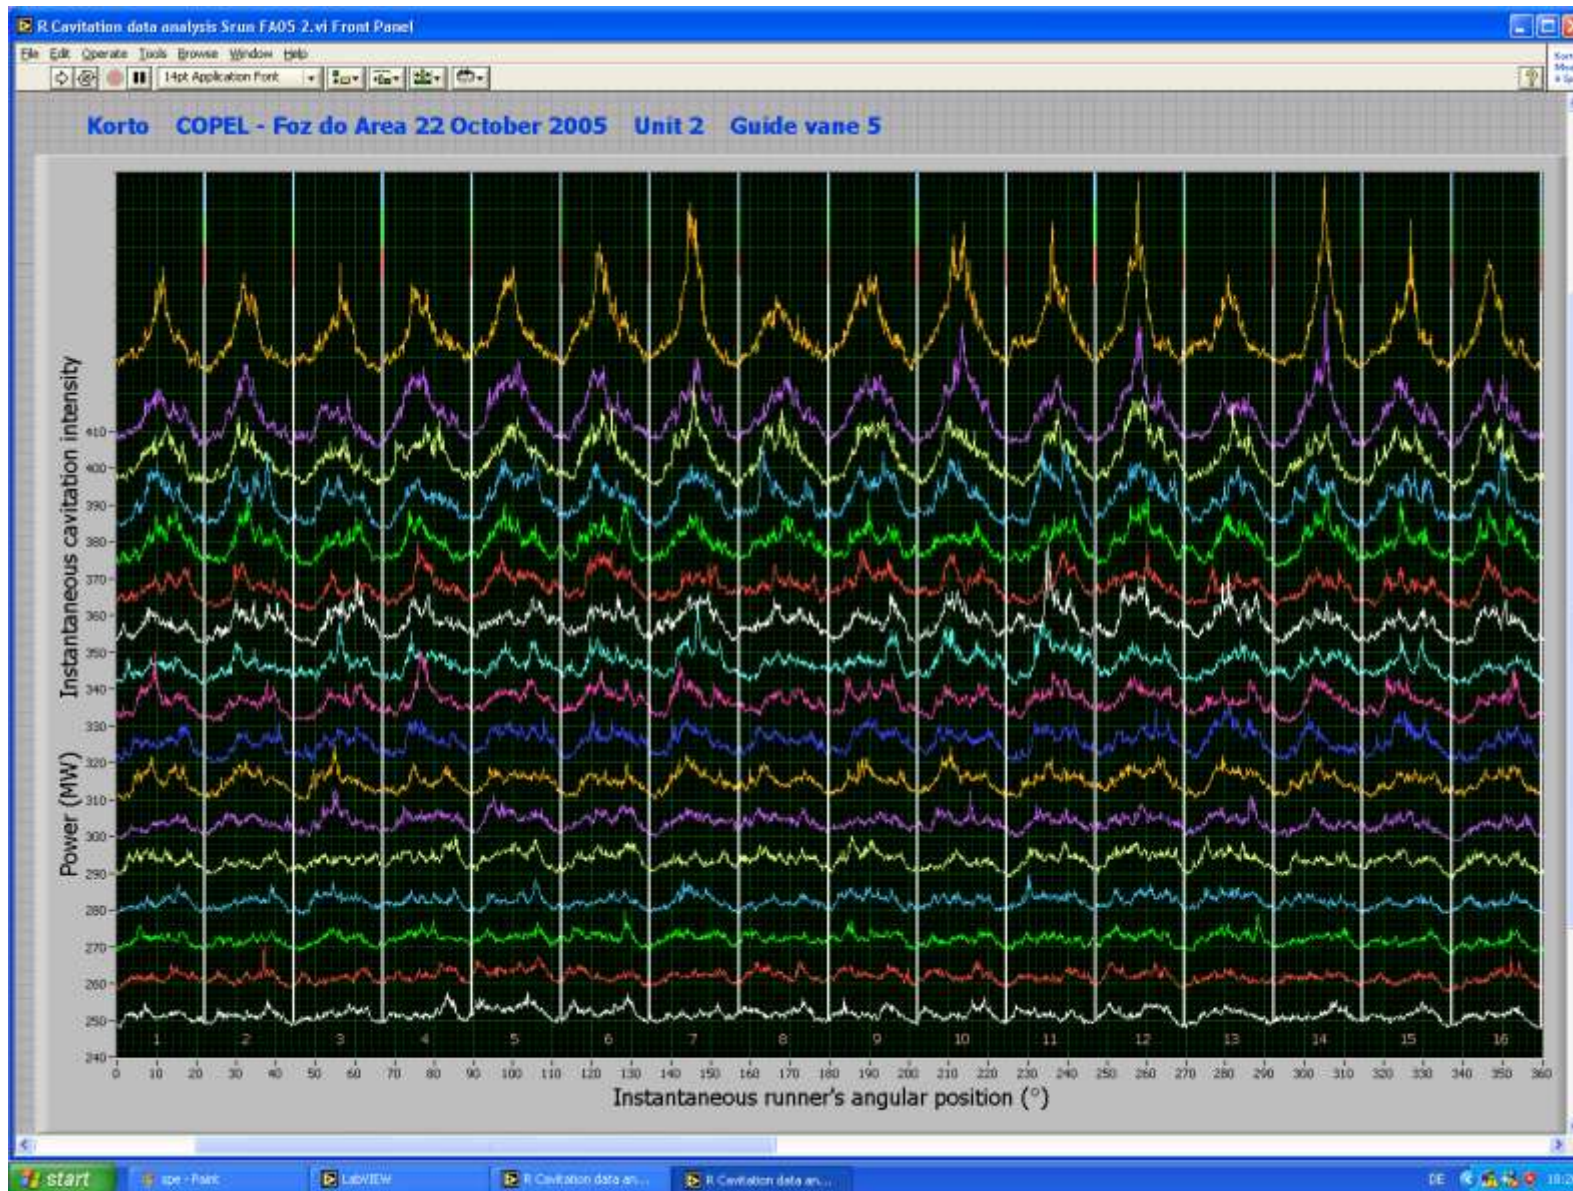 R Cavitation data analysis Srun FA05-2.vi Front Panel
File Edit Operate Tools Browse Window Help
14pt Application Font
Korto COPEL - Foz do Area 22 October 2005 Unit 2 Guide vane 5
Instantaneous cavitation intensity
Power (MW)
410
400
390
380
370
360
350
340
330
320
310
300
290
280
270
260
250
240
1 2 3 4 5 6 7 8 9 10 11 12 13 14 15 16
0 10 20 30 40 50 60 70 80 90 100 110 120 130 140 150 160 170 180 190 200 210 220 230 240 250 260 270 280 290 300 310 320 330 340 350 360
Instantaneous runner's angular position (°)
start
spe - Paint
LabVIEW
R Cavitation data an...
R Cavitation data an...
DE